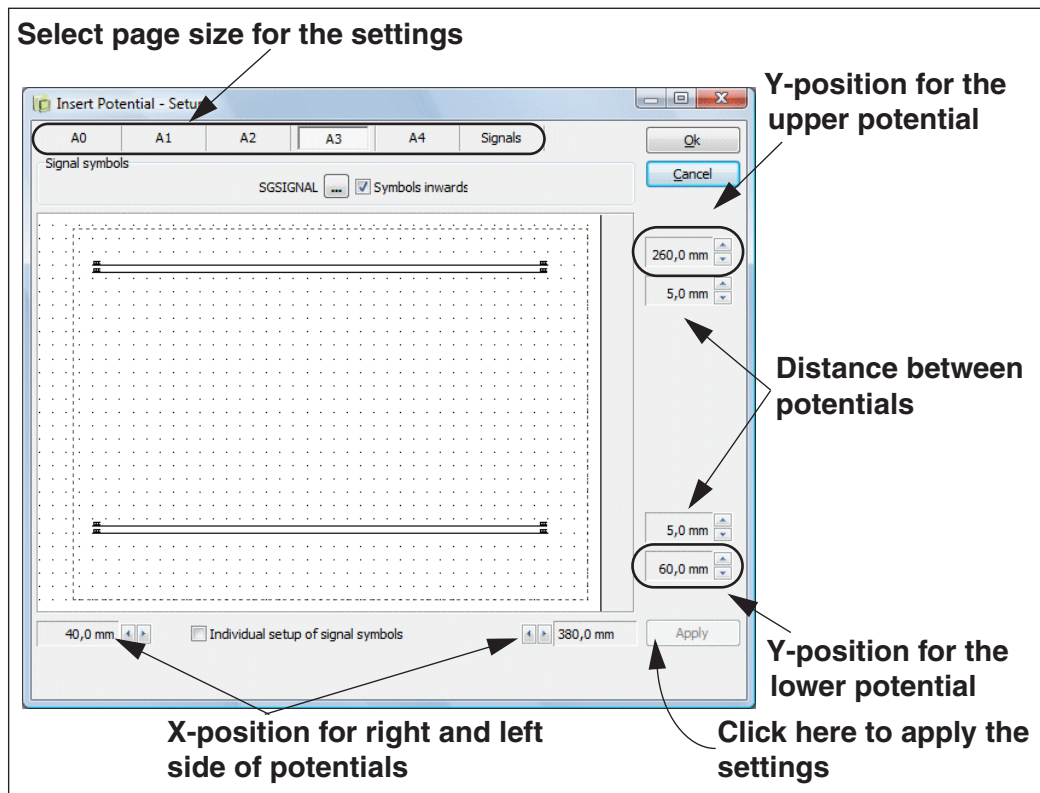 Select page size for the settings
Insert Potential - Setup
Y-position for the
upper potential
A0 A1 A2 A3 A4 Signals
Ok
Signal symbols
Cancel
SGSIGNAL ... Symbols inwards
260,0 mm
5,0 mm
Distance between
potentials
5,0 mm
60,0 mm
40,0 mm Individual setup of signal symbols 380,0 mm Apply
Y-position for the
lower potential
X-position for right and left
side of potentials
Click here to apply the
settings